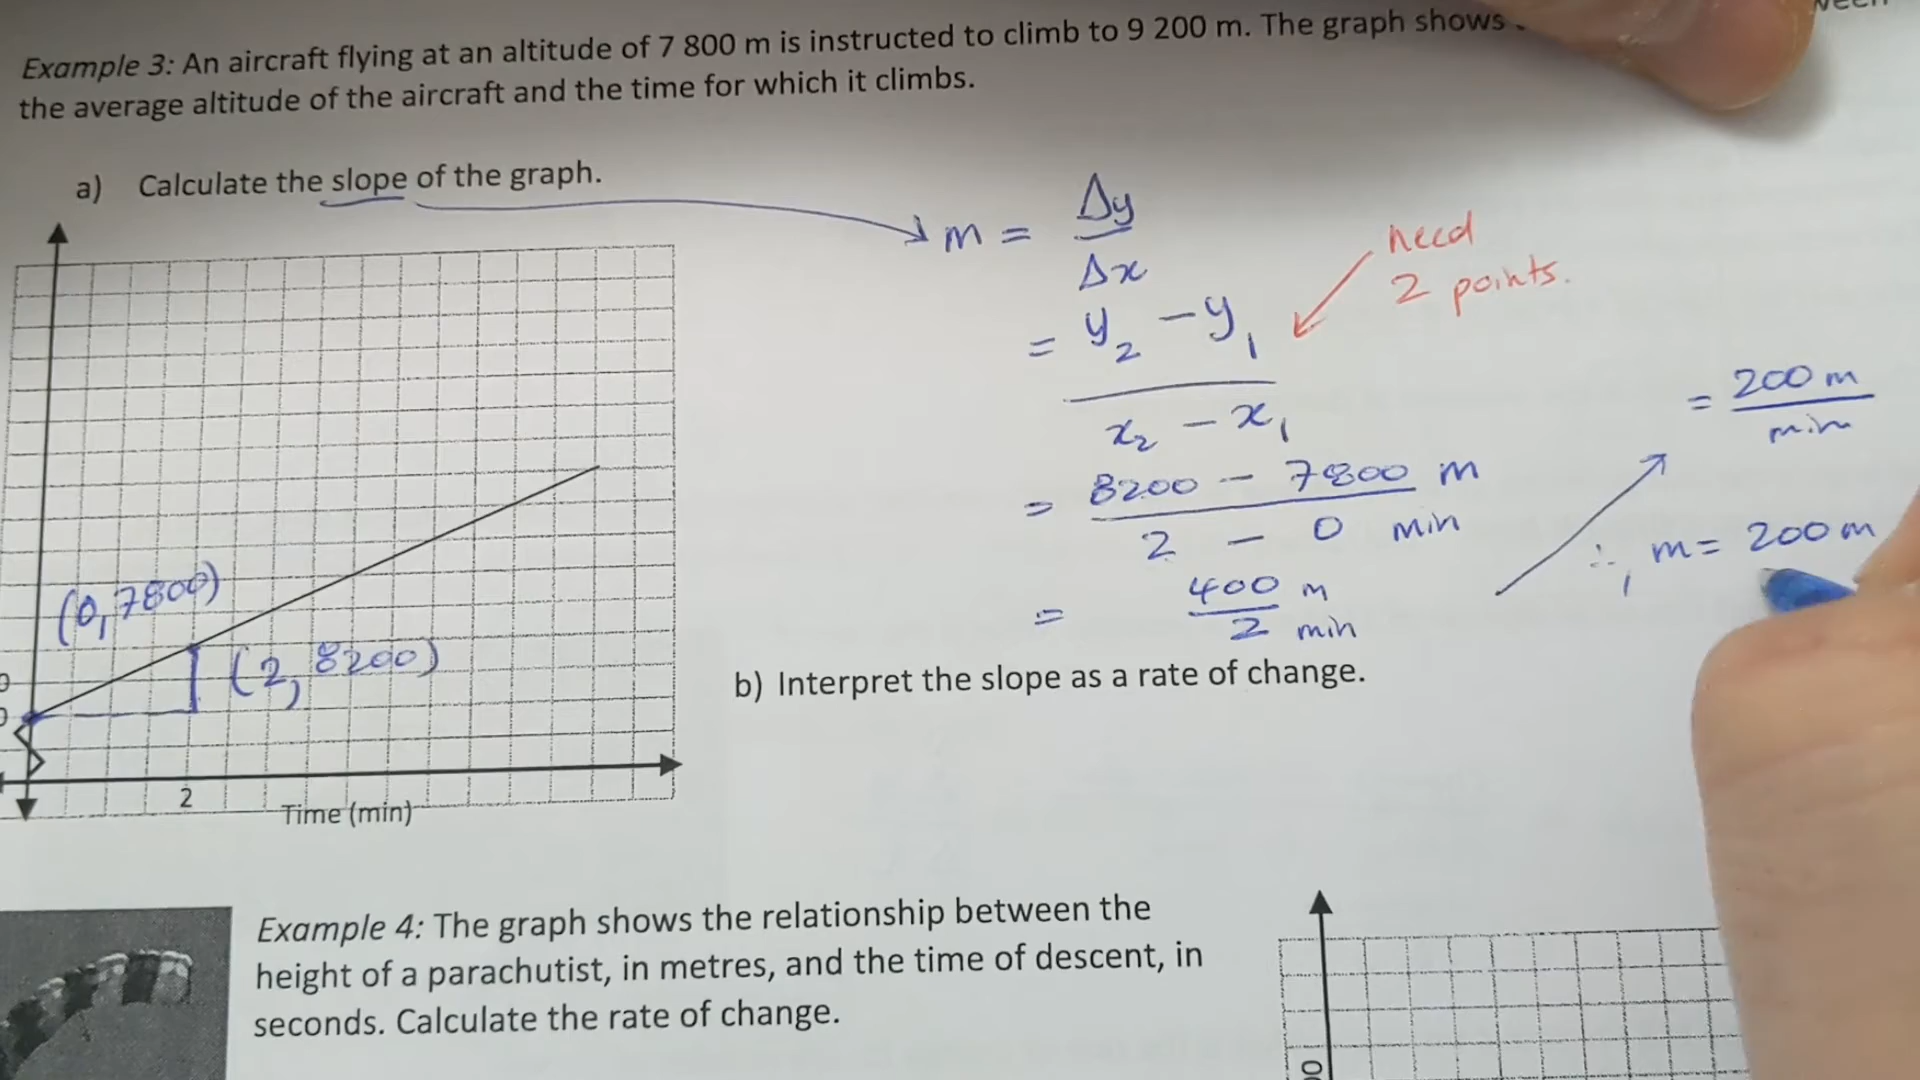 Example 3: An aircraft flying at an altitude of 7 800 m is instructed to climb to 9 200 m. The graph shows
the average altitude of the aircraft and the time for which it climbs.
a) Calculate the slope of the graph.
m = Δy
Δx
need
2 points.
= y₂ - y₁
x₂ - x₁
= 8200 - 7800 m
2 - 0 min
= 400 m
2 min
= 200 m
min
∴, m = 200 m
(0, 7800)
(2, 8200)
0
0
2
Time (min)
b) Interpret the slope as a rate of change.
Example 4: The graph shows the relationship between the
height of a parachutist, in metres, and the time of descent, in
seconds. Calculate the rate of change.
0